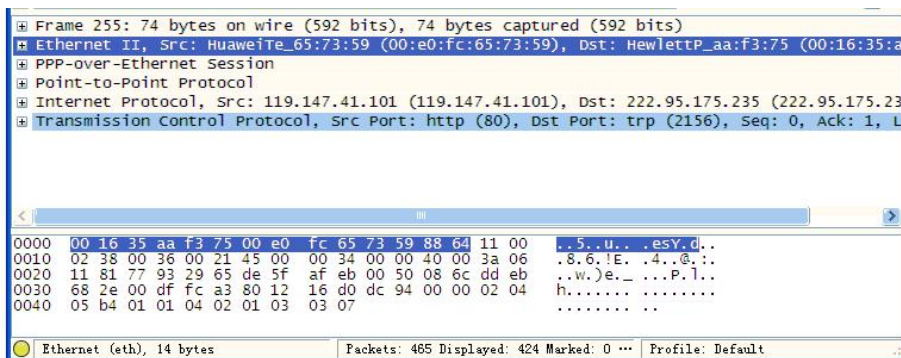 Frame 255: 74 bytes on wire (592 bits), 74 bytes captured (592 bits)
Ethernet II, Src: HuaweiTe_65:73:59 (00:e0:fc:65:73:59), Dst: HewlettP_aa:f3:75 (00:16:35:a
PPP-over-Ethernet Session
Point-to-Point Protocol
Internet Protocol, Src: 119.147.41.101 (119.147.41.101), Dst: 222.95.175.235 (222.95.175.23
Transmission Control Protocol, Src Port: http (80), Dst Port: trp (2156), Seq: 0, Ack: 1, L
0000 00 16 35 aa f3 75 00 e0 fc 65 73 59 88 64 11 00 ..5..u.. .esY.d..
0010 02 38 00 36 00 21 45 00 00 34 00 00 40 00 3a 06 .8.6.!E. .4..@.:.
0020 11 81 77 93 29 65 de 5f af eb 00 50 08 6c dd eb ..w.)e._ ...P.l..
0030 68 2e 00 df fc a3 80 12 16 d0 dc 94 00 00 02 04 h....... ........
0040 05 b4 01 01 04 02 01 03 03 07 ........ ..
Ethernet (eth), 14 bytes Packets: 465 Displayed: 424 Marked: 0 ··· Profile: Default